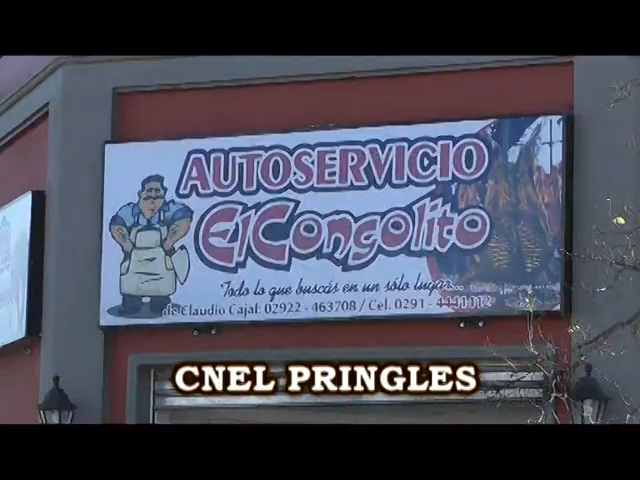 AUTOSERVICIO
El Congolito
Todo lo que buscás en un sólo lugar...
de Claudio Cajal: 02922 - 463708 / Cel. 0291 - 4441112
CNEL PRINGLES